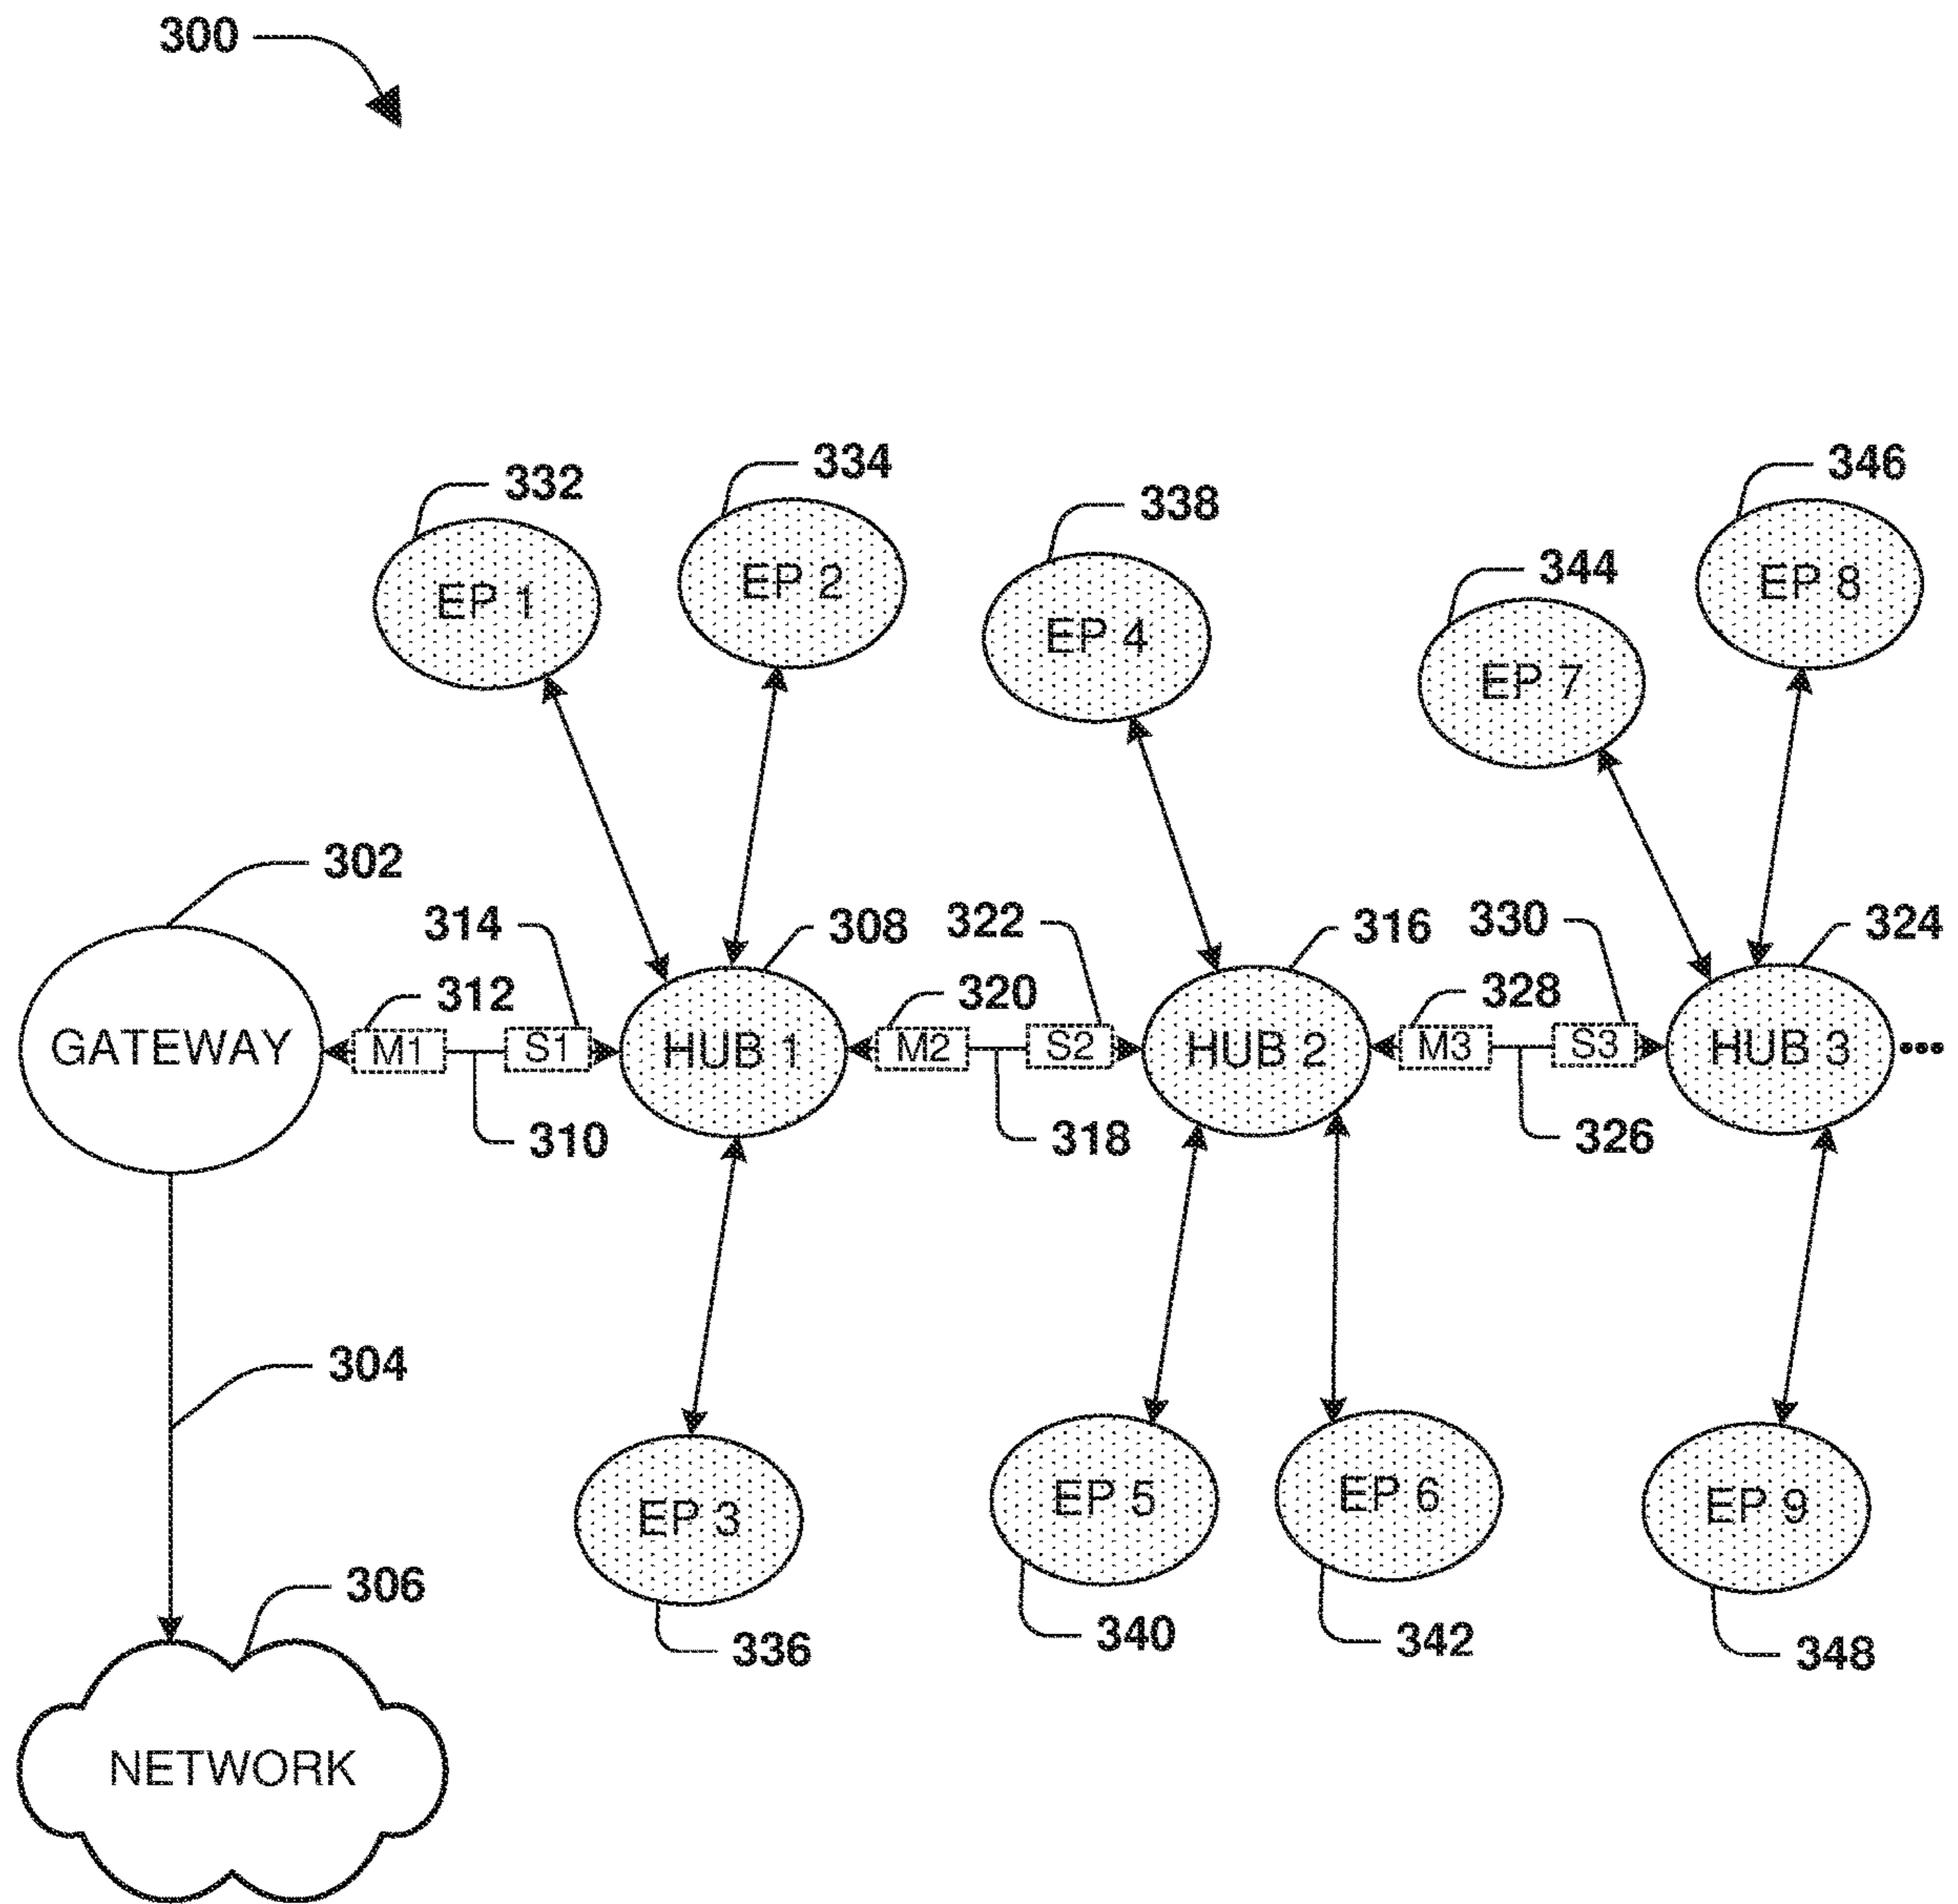 300
332
334
338
346
344
EP 1
EP 2
EP 4
EP 7
EP 8
302
314
308
322
316
330
324
312
320
328
GATEWAY
M1
S1
HUB 1
M2
S2
HUB 2
M3
S3
HUB 3
310
318
326
304
EP 3
EP 5
EP 6
EP 9
306
336
340
342
348
NETWORK